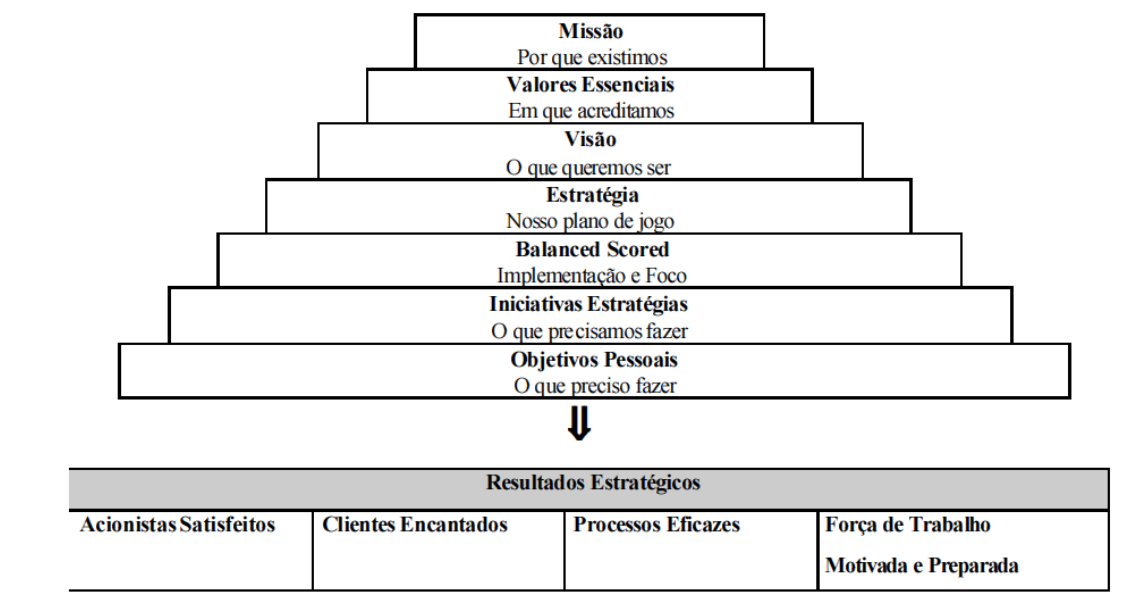 Missão
Por que existimos
Valores Essenciais
Em que acreditamos
Visão
O que queremos ser
Estratégia
Nosso plano de jogo
Balanced Scored
Implementação e Foco
Iniciativas Estratégias
O que precisamos fazer
Objetivos Pessoais
O que preciso fazer
Resultados Estratégicos
Acionistas Satisfeitos
Clientes Encantados
Processos Eficazes
Força de Trabalho
Motivada e Preparada